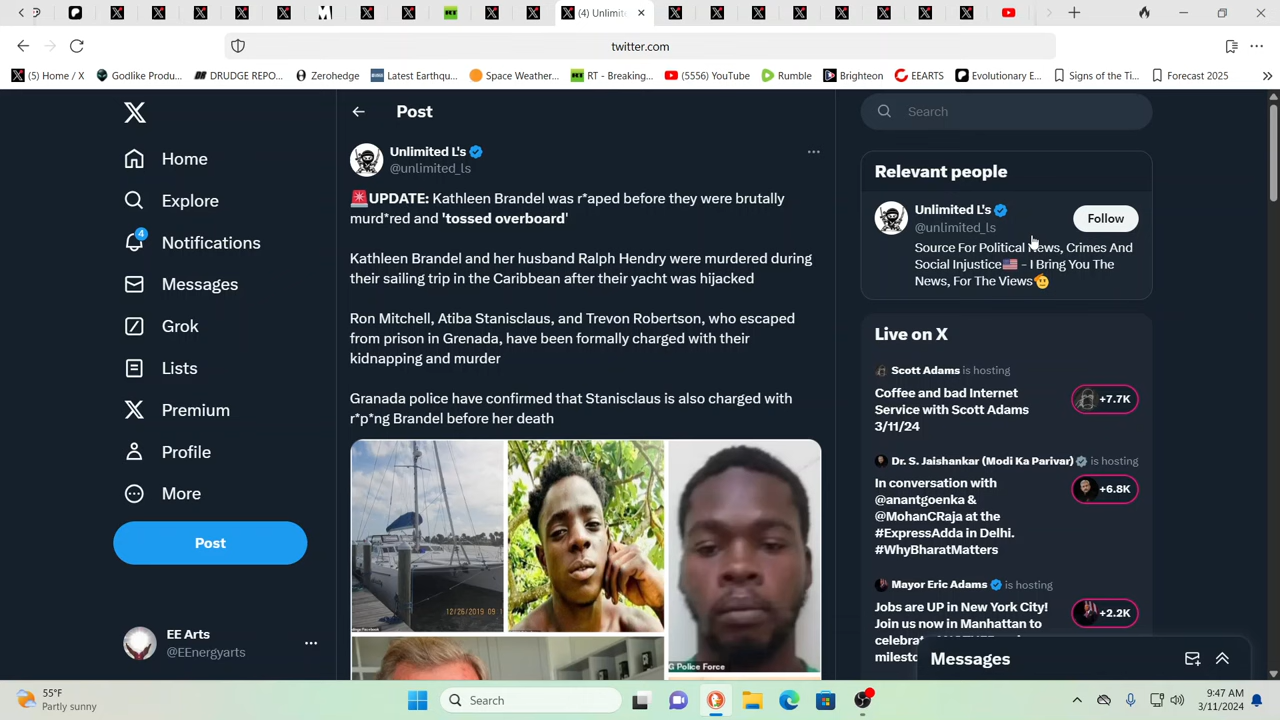 (4) Unlimite
twitter.com
(5) Home / X
Godlike Produ...
DRUDGE REPO...
Zerohedge
Latest Earthqu...
Space Weather...
RT - Breaking...
(5556) YouTube
Rumble
Brighteon
EEARTS
Evolutionary E...
Signs of the Ti...
Forecast 2025
Home
Explore
4
Notifications
Messages
Grok
Lists
Premium
Profile
More
Post
EE Arts
@EEnergyarts
Post
Unlimited L's
@unlimited_ls
🚨UPDATE: Kathleen Brandel was r*aped before they were brutally
murd*red and 'tossed overboard'
Kathleen Brandel and her husband Ralph Hendry were murdered during
their sailing trip in the Caribbean after their yacht was hijacked
Ron Mitchell, Atiba Stanisclaus, and Trevon Robertson, who escaped
from prison in Grenada, have been formally charged with their
kidnapping and murder
Granada police have confirmed that Stanisclaus is also charged with
r*p*ng Brandel before her death
12/26/2019 09 1
G Police Force
Search
Relevant people
Unlimited L's
@unlimited_ls
Follow
Source For Political News, Crimes And
Social Injustice🇺🇸 - I Bring You The
News, For The Views🫡
Live on X
Scott Adams is hosting
Coffee and bad Internet
Service with Scott Adams
3/11/24
+7.7K
Dr. S. Jaishankar (Modi Ka Parivar) is hosting
In conversation with
@anantgoenka &
@MohanCRaja at the
#ExpressAdda in Delhi.
#WhyBharatMatters
+6.8K
Mayor Eric Adams is hosting
Jobs are UP in New York City!
Join us now in Manhattan to
+2.2K
Messages
55°F
Partly sunny
Search
9:47 AM
3/11/2024